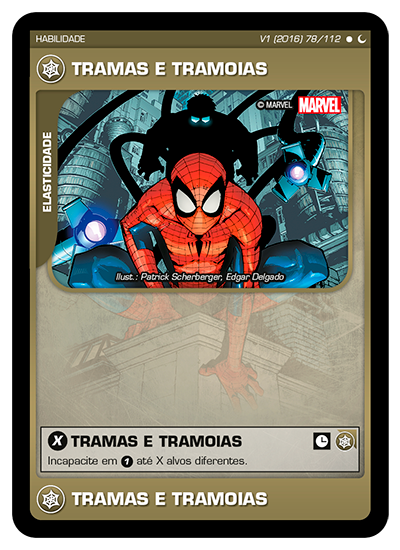 HABILIDADE V1 (2016) 78/112
TRAMAS E TRAMOIAS
ELASTICIDADE
© MARVEL MARVEL
Ilust.: Patrick Scherberger, Edgar Delgado
X TRAMAS E TRAMOIAS
Incapacite em 1 até X alvos diferentes.
TRAMAS E TRAMOIAS